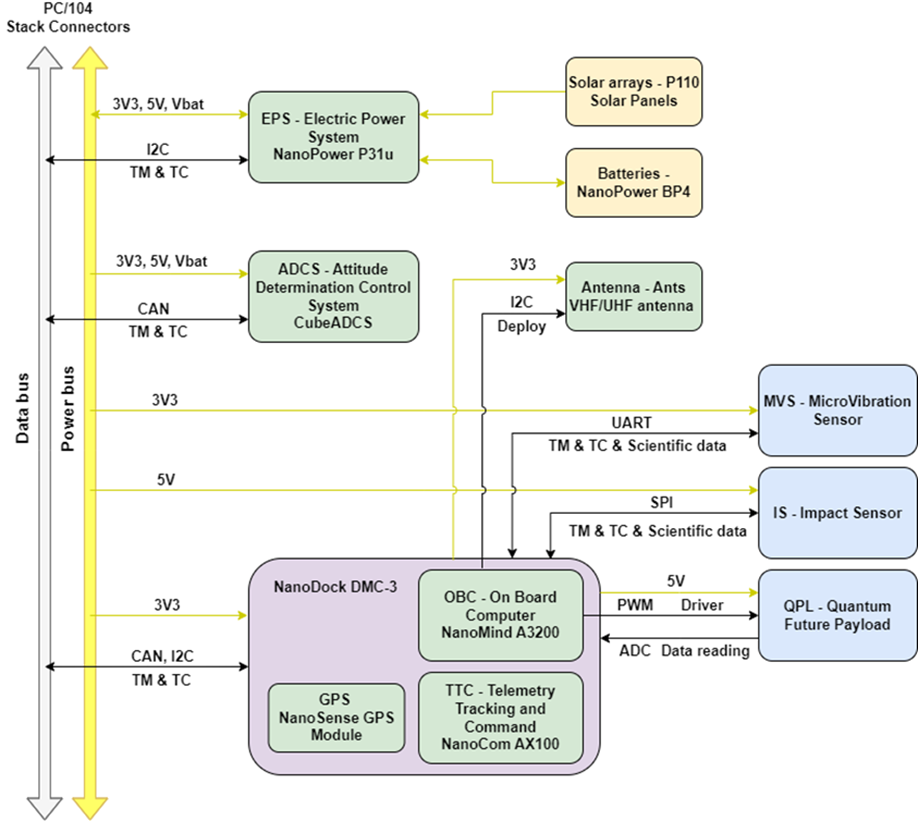 PC/104
Stack Connectors
Data bus
Power bus
3V3, 5V, Vbat
I2C
TM & TC
EPS - Electric Power
System
NanoPower P31u
Solar arrays - P110
Solar Panels
Batteries -
NanoPower BP4
3V3, 5V, Vbat
CAN
TM & TC
ADCS - Attitude
Determination Control
System
CubeADCS
3V3
I2C
Deploy
Antenna - Ants
VHF/UHF antenna
3V3
UART
TM & TC & Scientific data
MVS - MicroVibration
Sensor
5V
SPI
TM & TC & Scientific data
IS - Impact Sensor
3V3
CAN, I2C
TM & TC
NanoDock DMC-3
OBC - On Board
Computer
NanoMind A3200
GPS
NanoSense GPS
Module
TTC - Telemetry
Tracking and
Command
NanoCom AX100
5V
PWM Driver
ADC Data reading
QPL - Quantum
Future Payload